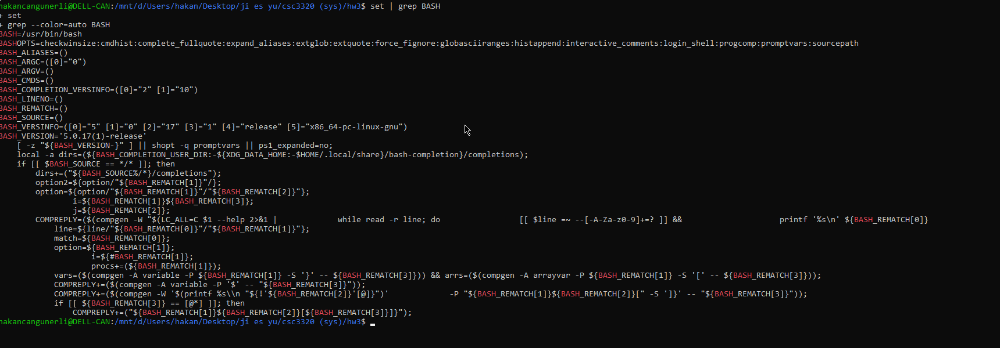 hakancangunerli@DELL-CAN:/mnt/d/Users/hakan/Desktop/ji es yu/csc3320 (sys)/hw3$ set | grep BASH
+ set
+ grep --color=auto BASH
BASH=/usr/bin/bash
BASHOPTS=checkwinsize:cmdhist:complete_fullquote:expand_aliases:extglob:extquote:force_fignore:globasciiranges:histappend:interactive_comments:login_shell:progcomp:promptvars:sourcepath
BASH_ALIASES=()
BASH_ARGC=([0]="0")
BASH_ARGV=()
BASH_CMDS=()
BASH_COMPLETION_VERSINFO=([0]="2" [1]="10")
BASH_LINENO=()
BASH_REMATCH=()
BASH_SOURCE=()
BASH_VERSINFO=([0]="5" [1]="0" [2]="17" [3]="1" [4]="release" [5]="x86_64-pc-linux-gnu")
BASH_VERSION='5.0.17(1)-release'
    [ -z "${BASH_VERSION-}" ] || shopt -q promptvars || ps1_expanded=no;
    local -a dirs=(${BASH_COMPLETION_USER_DIR:-${XDG_DATA_HOME:-$HOME/.local/share}/bash-completion}/completions);
    if [[ $BASH_SOURCE == */* ]]; then
        dirs+=("${BASH_SOURCE%/*}/completions");
        option2=${option/"${BASH_REMATCH[1]}"/};
        option=${option/"${BASH_REMATCH[1]}"/"${BASH_REMATCH[2]}"};
                i=${BASH_REMATCH[1]}${BASH_REMATCH[3]};
                j=${BASH_REMATCH[2]};
        COMPREPLY=($(compgen -W "$(LC_ALL=C $1 --help 2>&1 |             while read -r line; do                 [[ $line =~ --[-A-Za-z0-9]+=? ]] &&                     printf '%s\n' ${BASH_REMATCH[0]}
            line=${line/"${BASH_REMATCH[0]}"/"${BASH_REMATCH[1]}"};
            match=${BASH_REMATCH[0]};
            option=${BASH_REMATCH[1]};
                    i=${#BASH_REMATCH[1]};
                    procs+=(${BASH_REMATCH[1]});
            vars=($(compgen -A variable -P ${BASH_REMATCH[1]} -S '}' -- ${BASH_REMATCH[3]})) && arrs=($(compgen -A arrayvar -P ${BASH_REMATCH[1]} -S '[' -- ${BASH_REMATCH[3]}));
            COMPREPLY+=($(compgen -A variable -P '$' -- "${BASH_REMATCH[3]}"));
            COMPREPLY+=($(compgen -W '$(printf %s\\n "${!'${BASH_REMATCH[2]}'[@]}")'             -P "${BASH_REMATCH[1]}${BASH_REMATCH[2]}[" -S ']}' -- "${BASH_REMATCH[3]}"));
            if [[ ${BASH_REMATCH[3]} == [@*] ]]; then
                COMPREPLY+=("${BASH_REMATCH[1]}${BASH_REMATCH[2]}[${BASH_REMATCH[3]}]}");
hakancangunerli@DELL-CAN:/mnt/d/Users/hakan/Desktop/ji es yu/csc3320 (sys)/hw3$